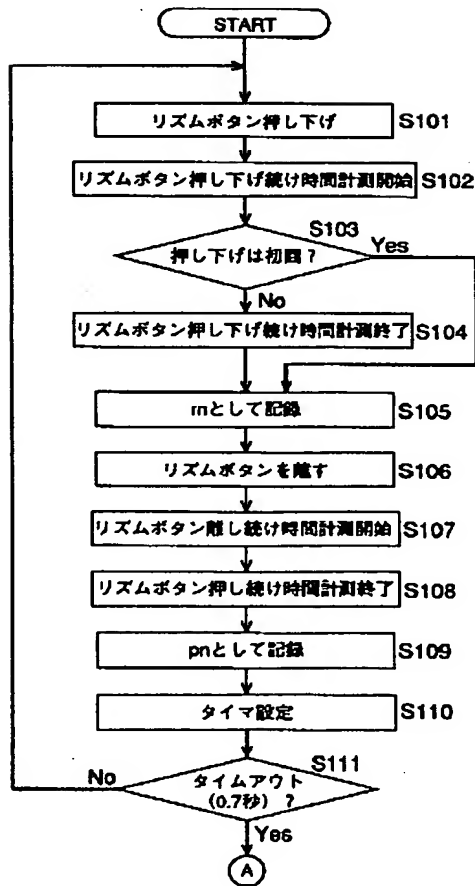 START
リズムボタン押し下げ S101
リズムボタン押し下げ続け時間計測開始 S102
S103
押し下げは初回? Yes
No
リズムボタン押し下げ続け時間計測終了 S104
rnとして記録 S105
リズムボタンを離す S106
リズムボタン離し続け時間計測開始 S107
リズムボタン押し続け時間計測終了 S108
pnとして記録 S109
タイマ設定 S110
S111
No タイムアウト
(0.7秒) ?
Yes
A